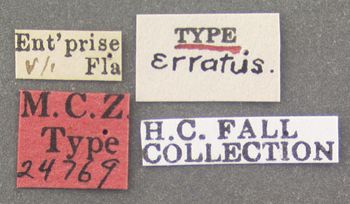 Ent'prise
Fla
TYPE
erratus.
M.C.Z.
Type
24769
H.C. FALL
COLLECTION